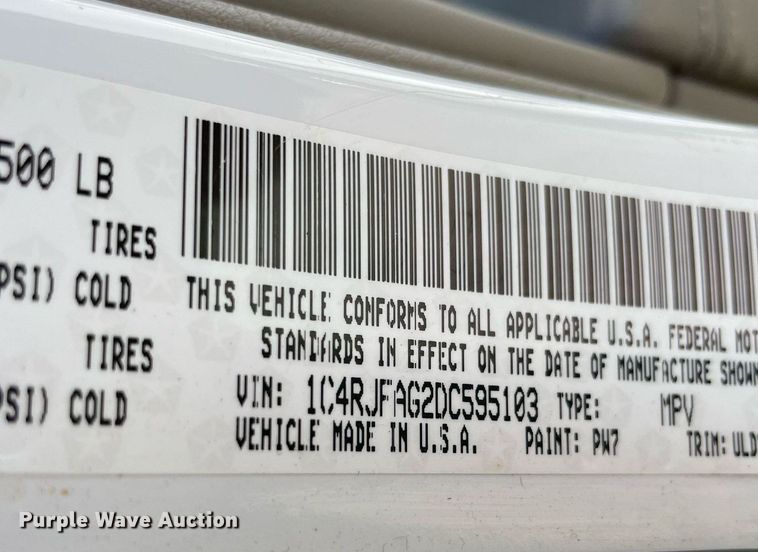 500 LB
TIRES
PSI) COLD
TIRES
PSI) COLD
THIS VEHICLE CONFORMS TO ALL APPLICABLE U.S.A. FEDERAL MOT
STANDARDS IN EFFECT ON THE DATE OF MANUFACTURE SHOWN
VIN: 1C4RJFAG2DC595103 TYPE: MPV
VEHICLE MADE IN U.S.A. PAINT: PW7 TRIM: ULD
Purple Wave Auction